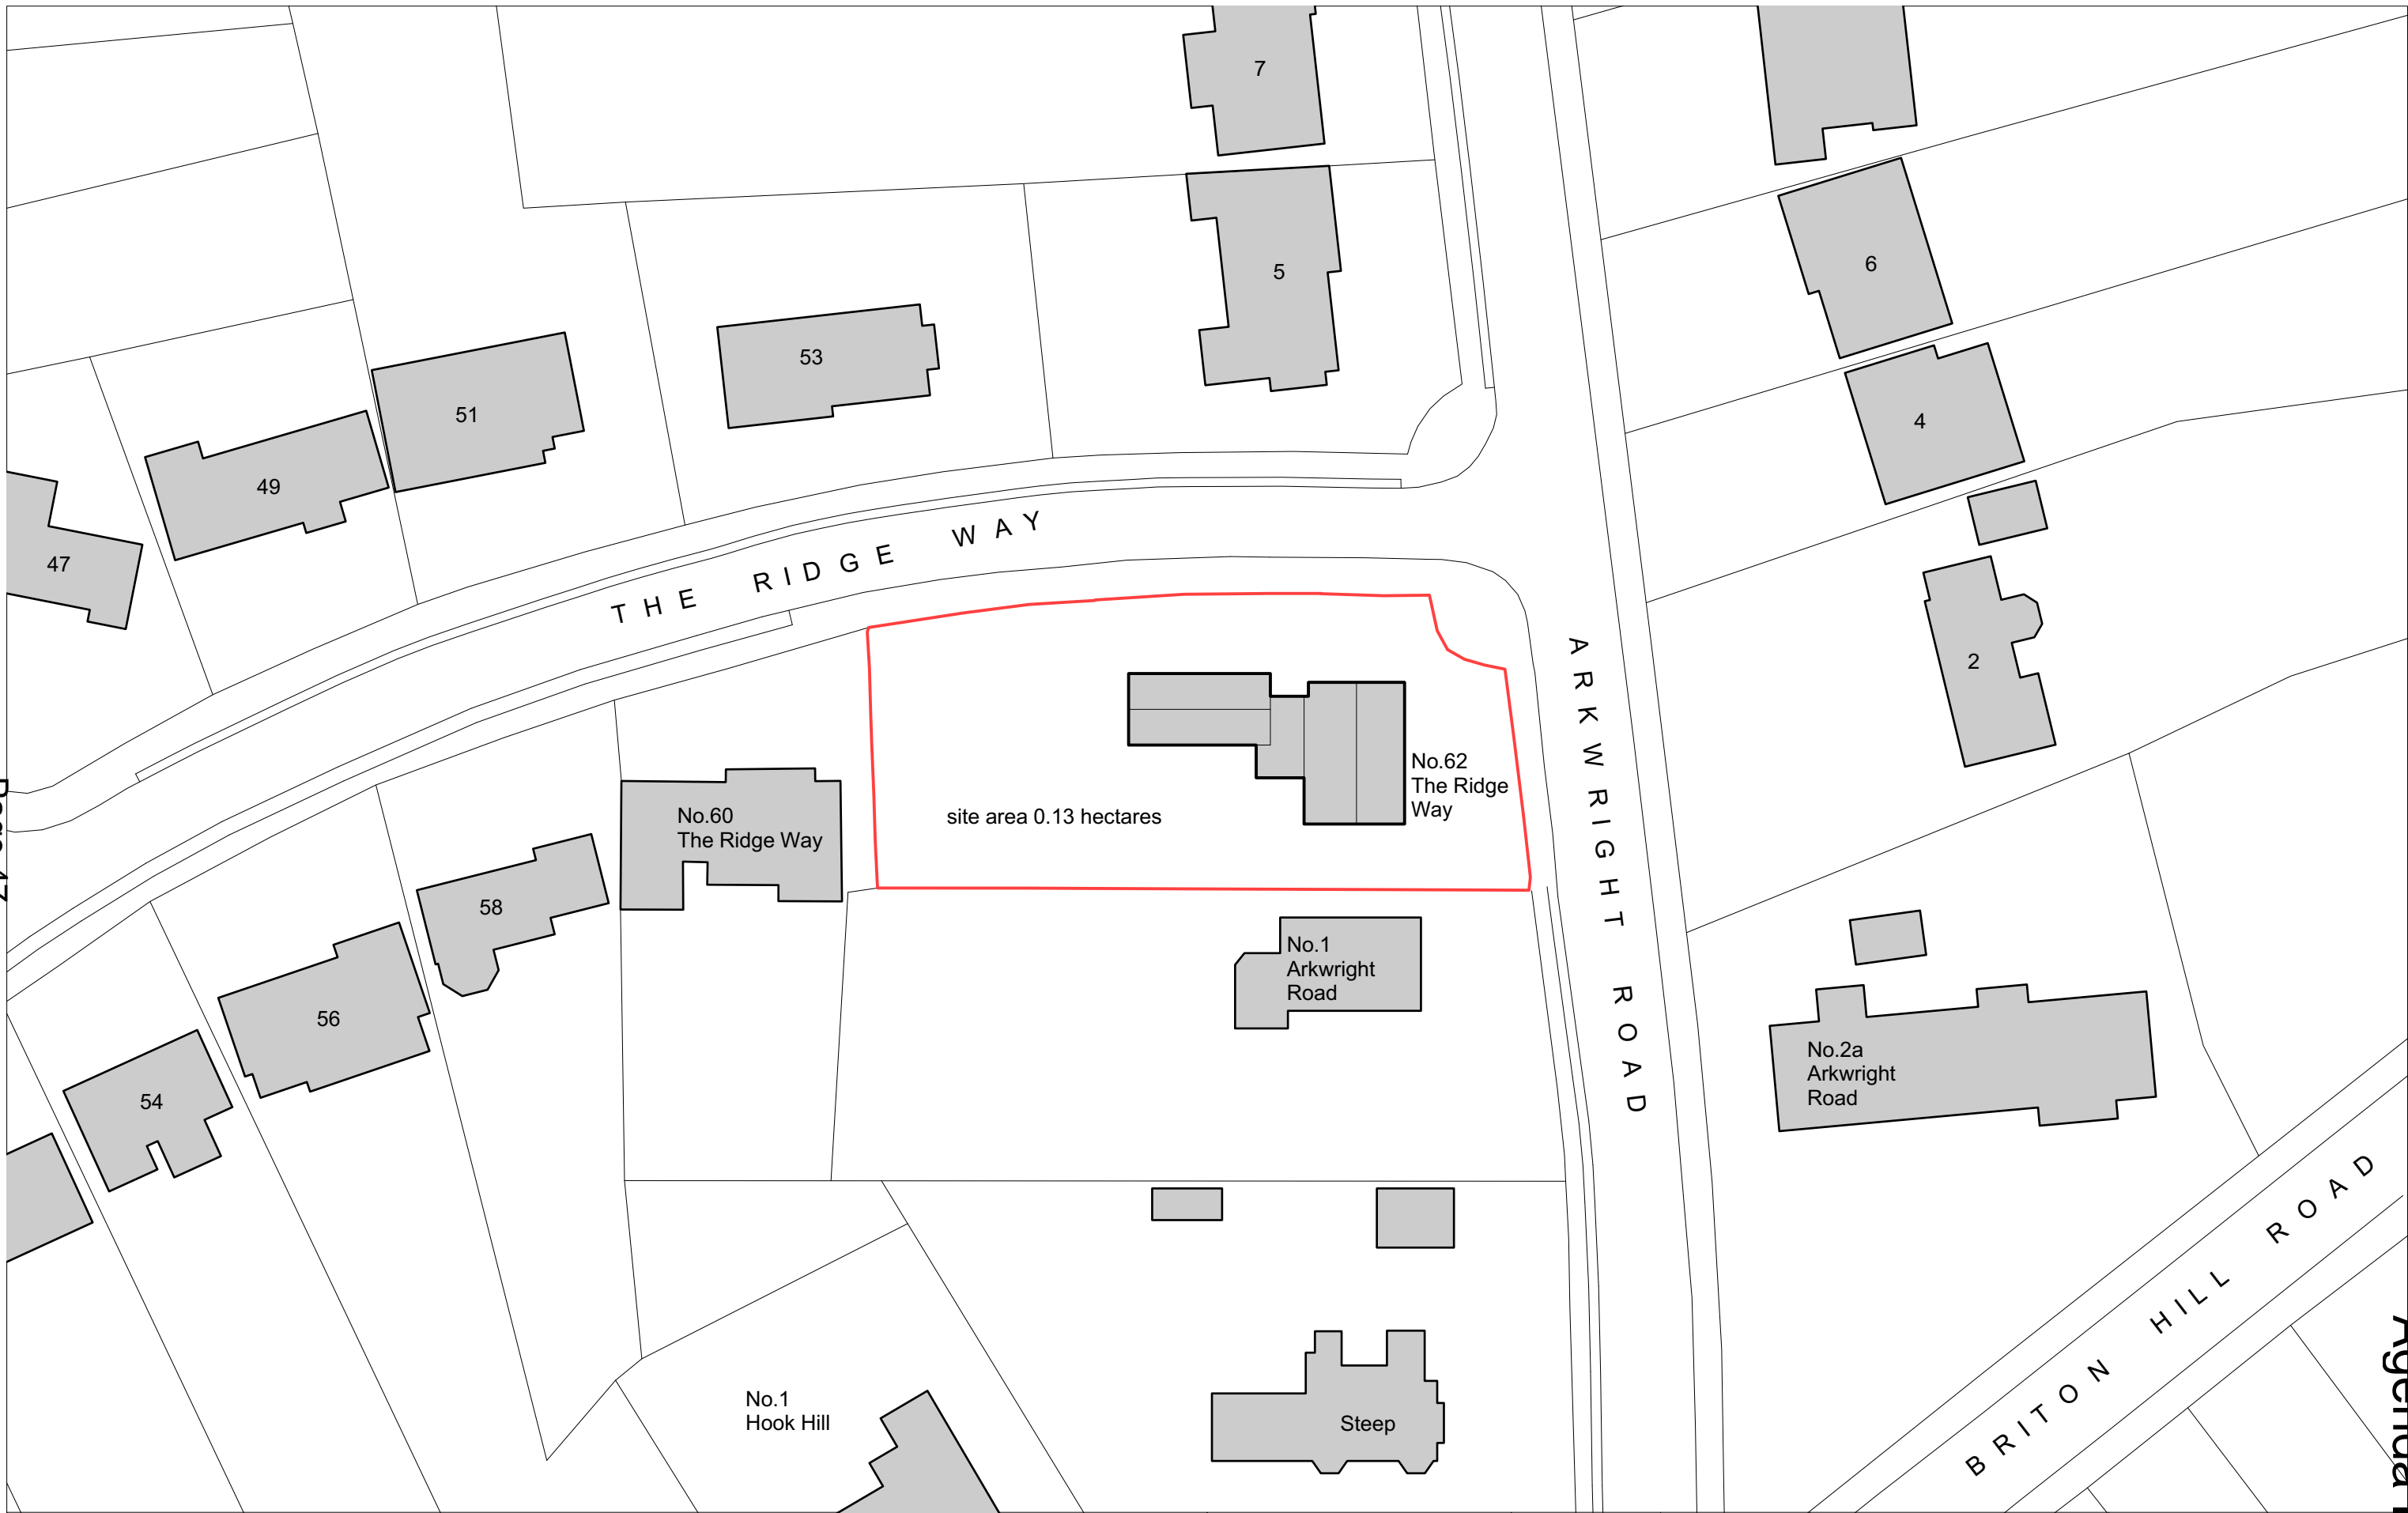 7
5
6
53
4
51
49
47
THE RIDGE WAY
2
ARKWRIGHT ROAD
No.62
The Ridge
Way
No.60
The Ridge Way
site area 0.13 hectares
58
No.1
Arkwright
Road
56
No.2a
Arkwright
Road
54
BRITON HILL ROAD
No.1
Hook Hill
Steep
Agenda